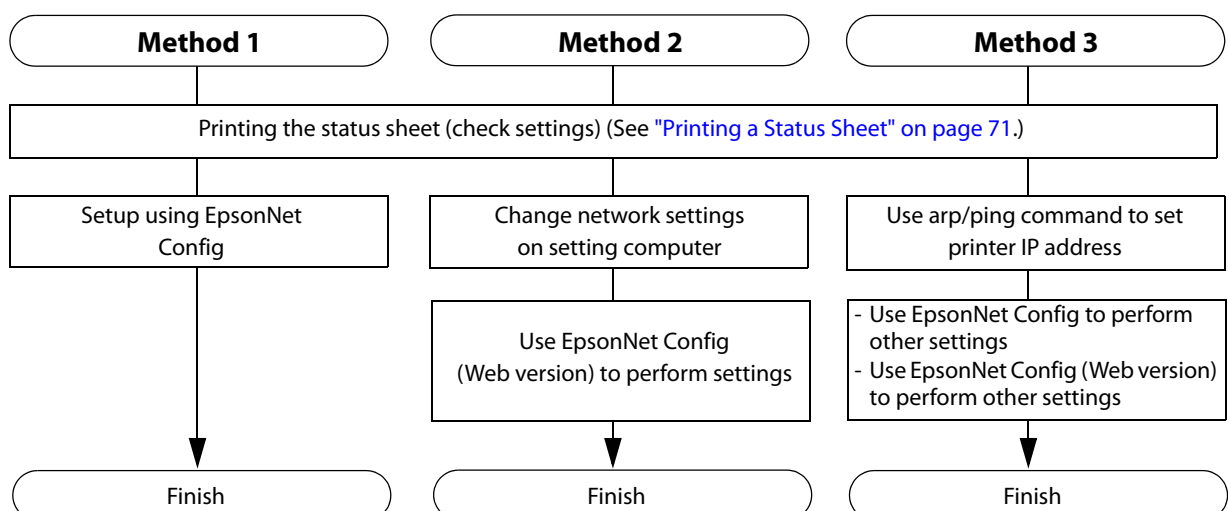 Method 1
Method 2
Method 3
Printing the status sheet (check settings) (See "Printing a Status Sheet" on page 71.)
Setup using EpsonNet
Config
Change network settings
on setting computer
Use arp/ping command to set
printer IP address
Use EpsonNet Config
(Web version) to perform settings
- Use EpsonNet Config to perform
other settings
- Use EpsonNet Config (Web version)
to perform other settings
Finish
Finish
Finish